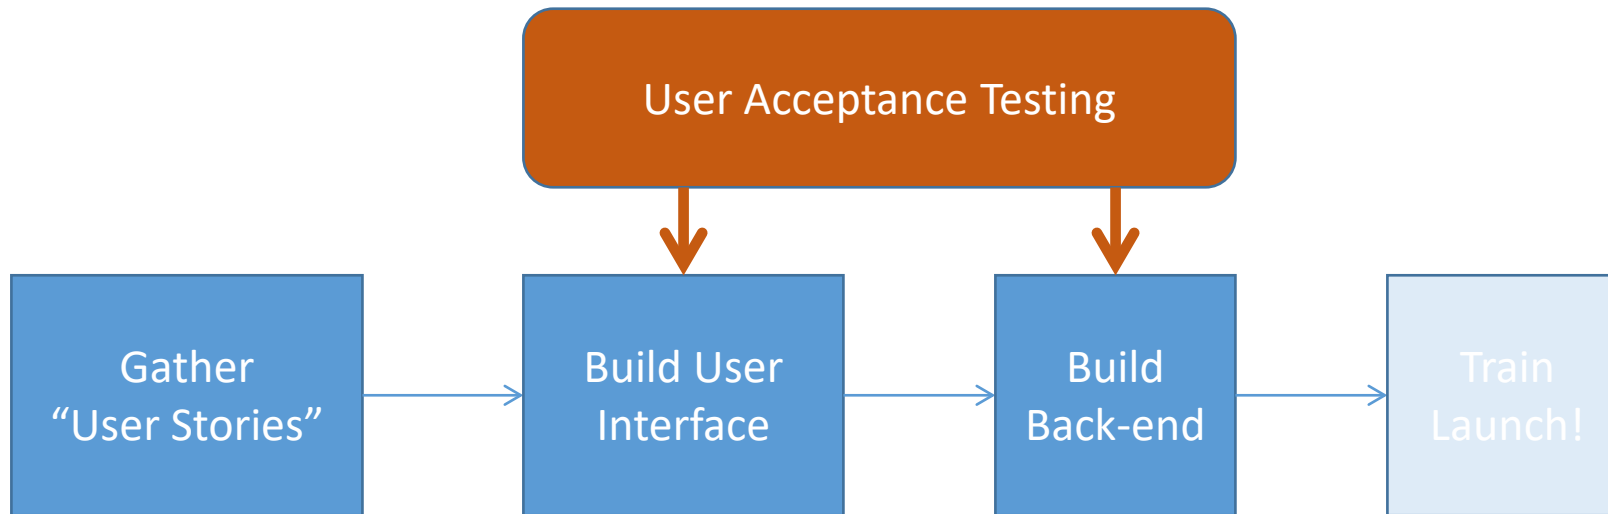 User Acceptance Testing
Gather
“User Stories”
Build User
Interface
Build
Back-end
Train
Launch!